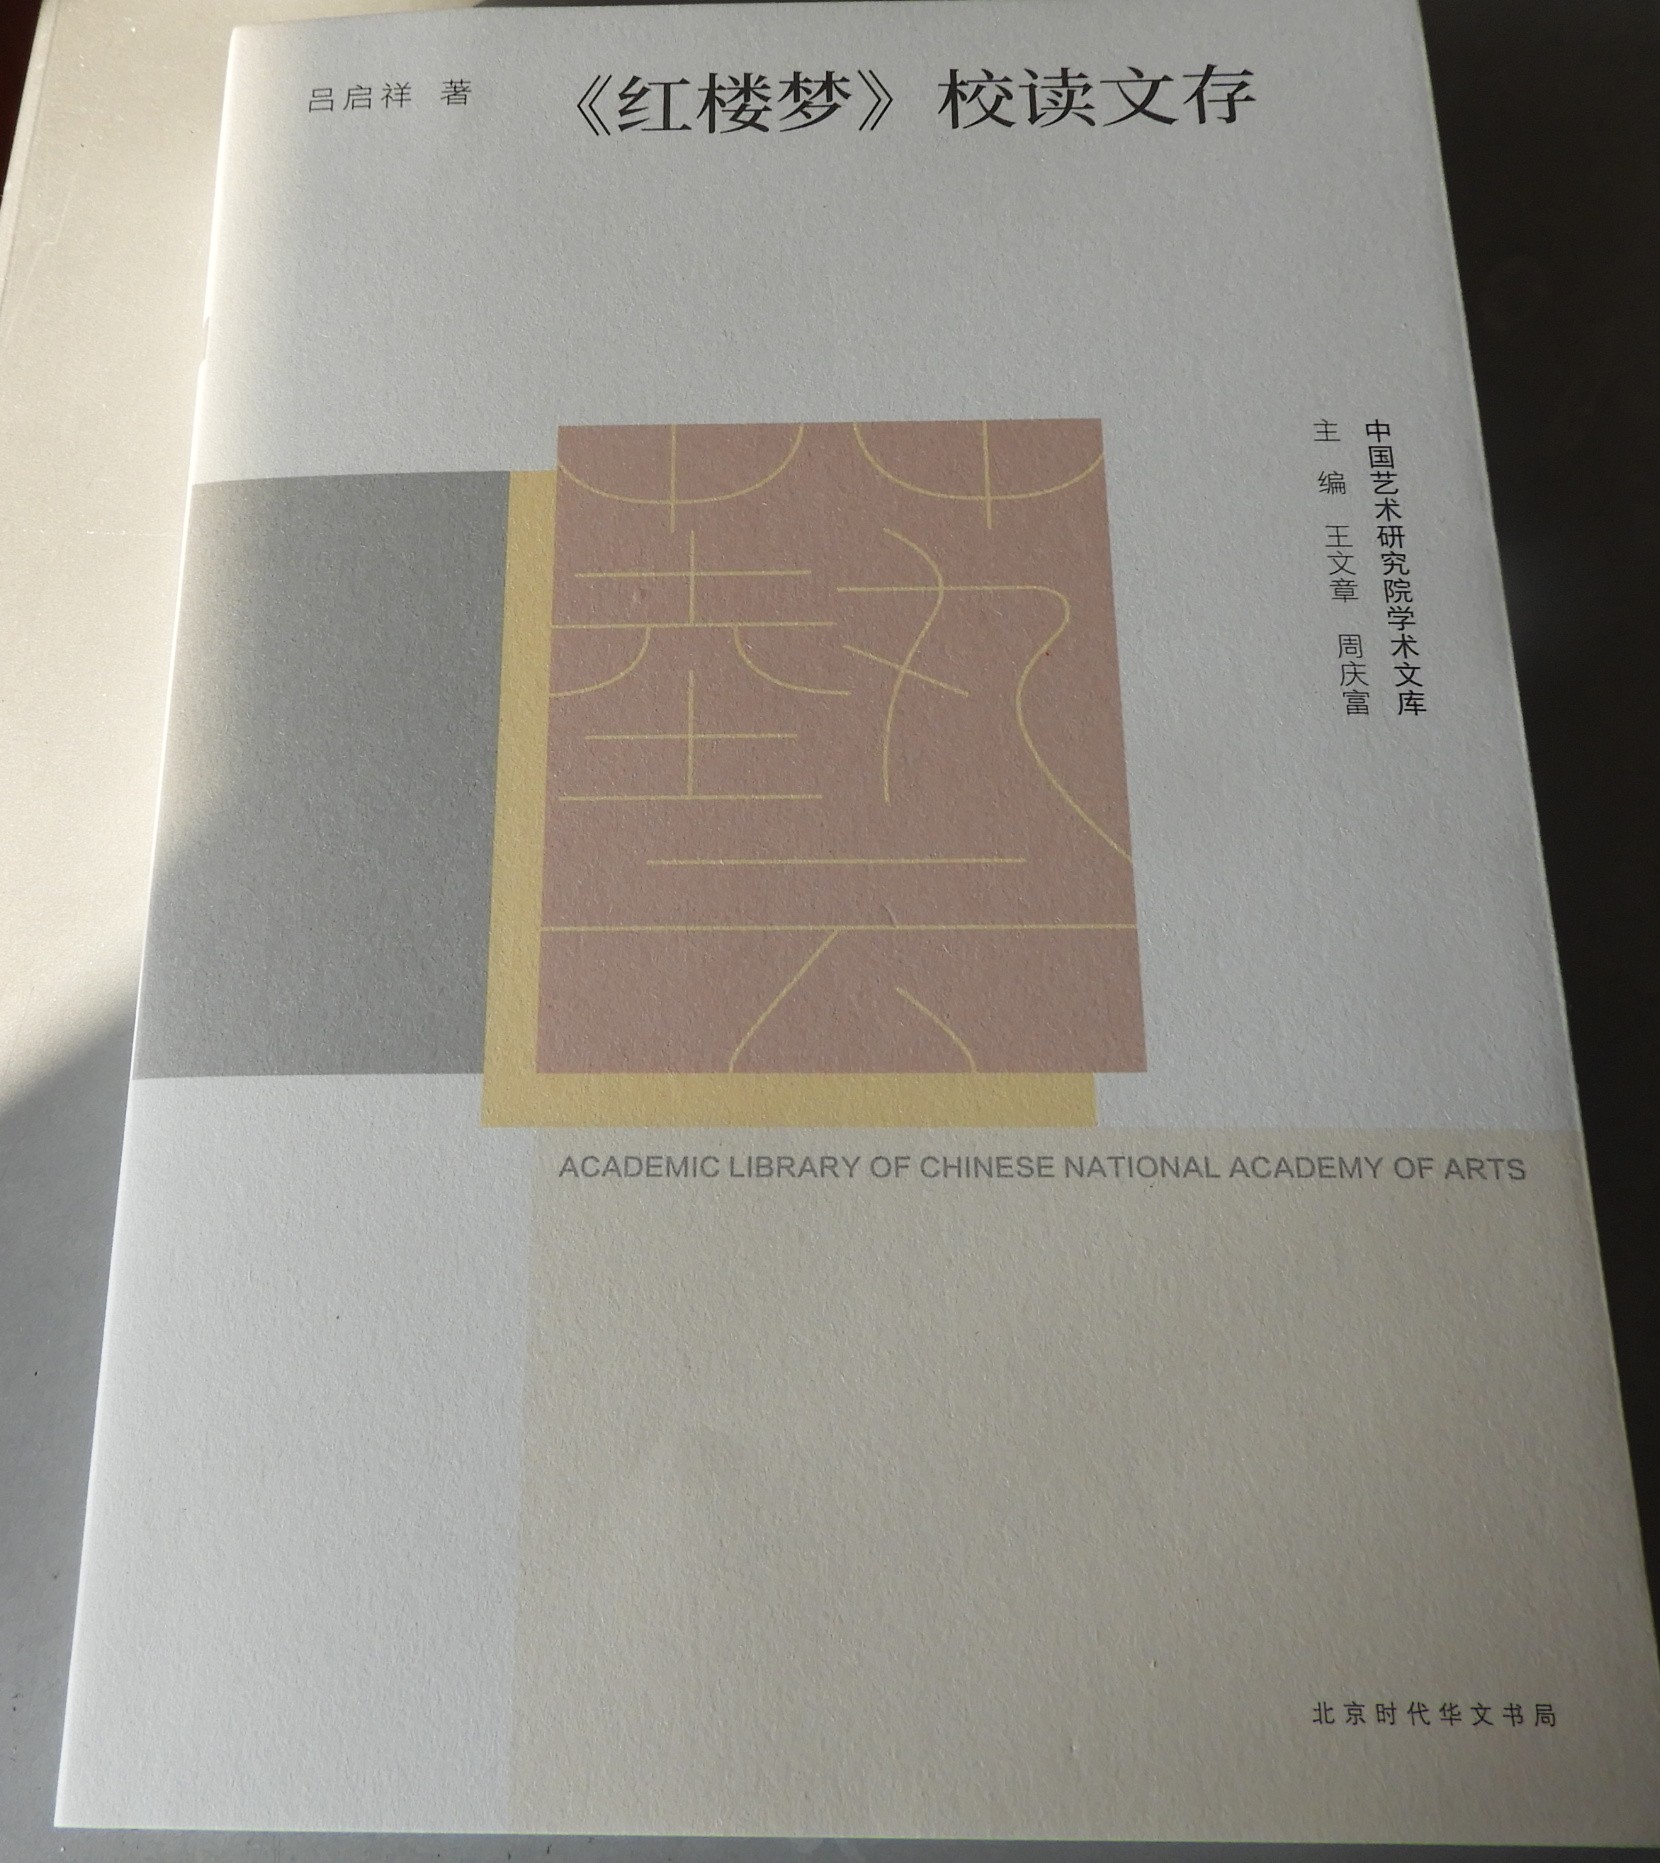 吕启祥 著 《红楼梦》校读文存
中国艺术研究院学术文库
主 编 王文章 周庆富
藝
ACADEMIC LIBRARY OF CHINESE NATIONAL ACADEMY OF ARTS
北京时代华文书局